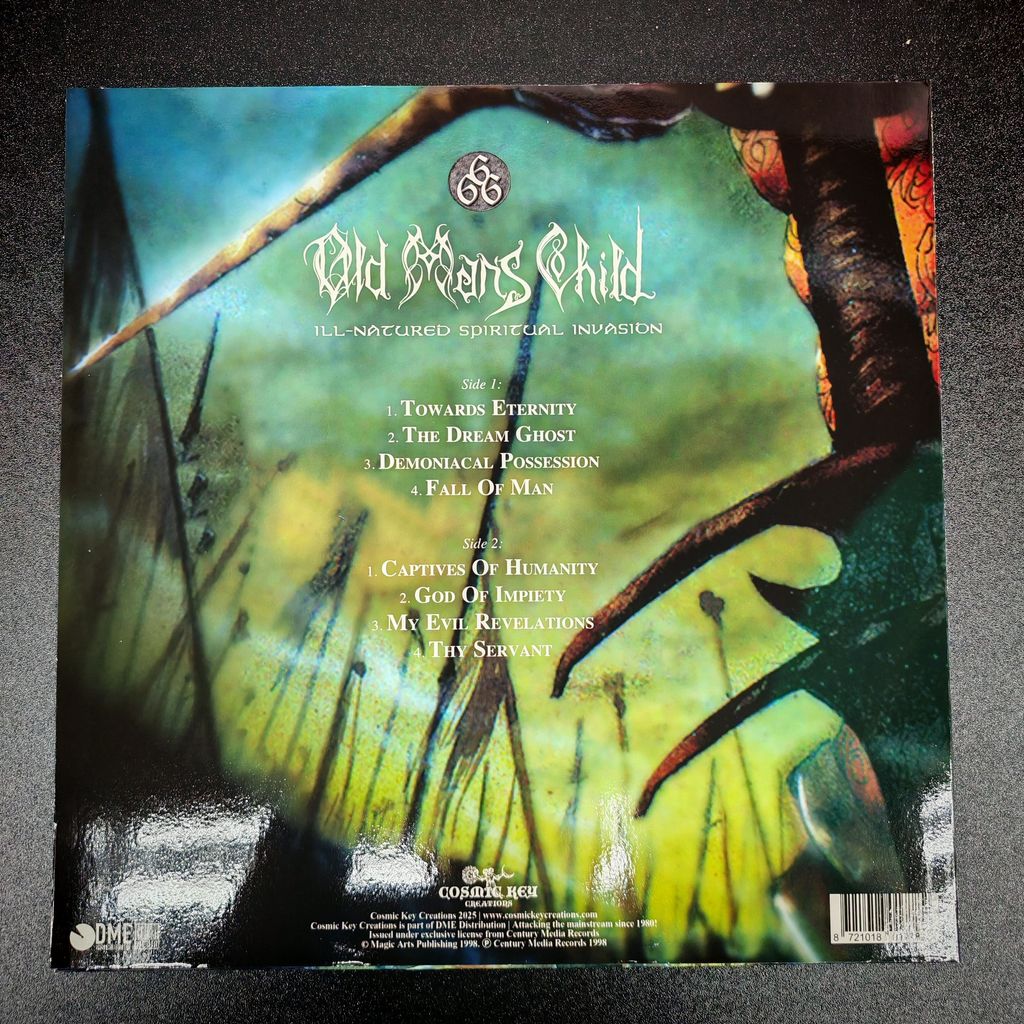 666
Old Mans Child
ILL-NATURED SPIRITUAL INVASION
Side 1:
1. TOWARDS ETERNITY
2. THE DREAM GHOST
3. DEMONIACAL POSSESSION
4. FALL OF MAN
Side 2:
1. CAPTIVES OF HUMANITY
2. GOD OF IMPIETY
3. MY EVIL REVELATIONS
4. THY SERVANT
COSMIC KEY
CREATIONS
Cosmic Key Creations 2025 | www.cosmickeycreations.com
Cosmic Key Creations is part of DME Distribution | Attacking the mainstream since 1980!
Issued under exclusive license from Century Media Records
© Magic Arts Publishing 1998, ℗ Century Media Records 1998
DME
8 721018